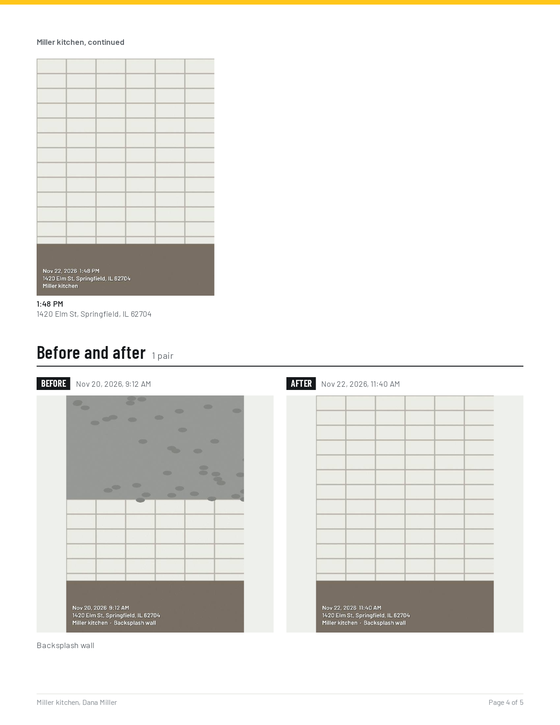 Miller kitchen, continued
Nov 22, 2026 1:48 PM
1420 Elm St, Springfield, IL 62704
Miller kitchen
1:48 PM
1420 Elm St, Springfield, IL 62704
Before and after 1 pair
BEFORE Nov 20, 2026, 9:12 AM
AFTER Nov 22, 2026, 11:40 AM
Nov 20, 2026 9:12 AM
1420 Elm St, Springfield, IL 62704
Miller kitchen · Backsplash wall
Nov 22, 2026 11:40 AM
1420 Elm St, Springfield, IL 62704
Miller kitchen · Backsplash wall
Backsplash wall
Miller kitchen, Dana Miller
Page 4 of 5